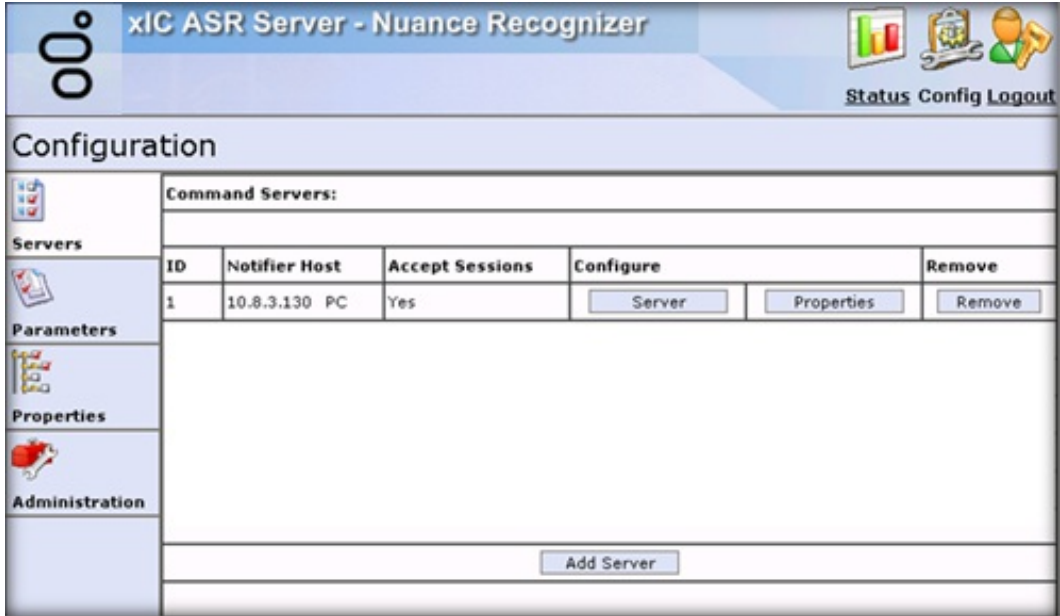 xIC ASR Server - Nuance Recognizer
Status Config Logout
Configuration
Servers
Parameters
Properties
Administration
Command Servers:
ID Notifier Host Accept Sessions Configure Remove
1 10.8.3.130 PC Yes Server Properties Remove
Add Server